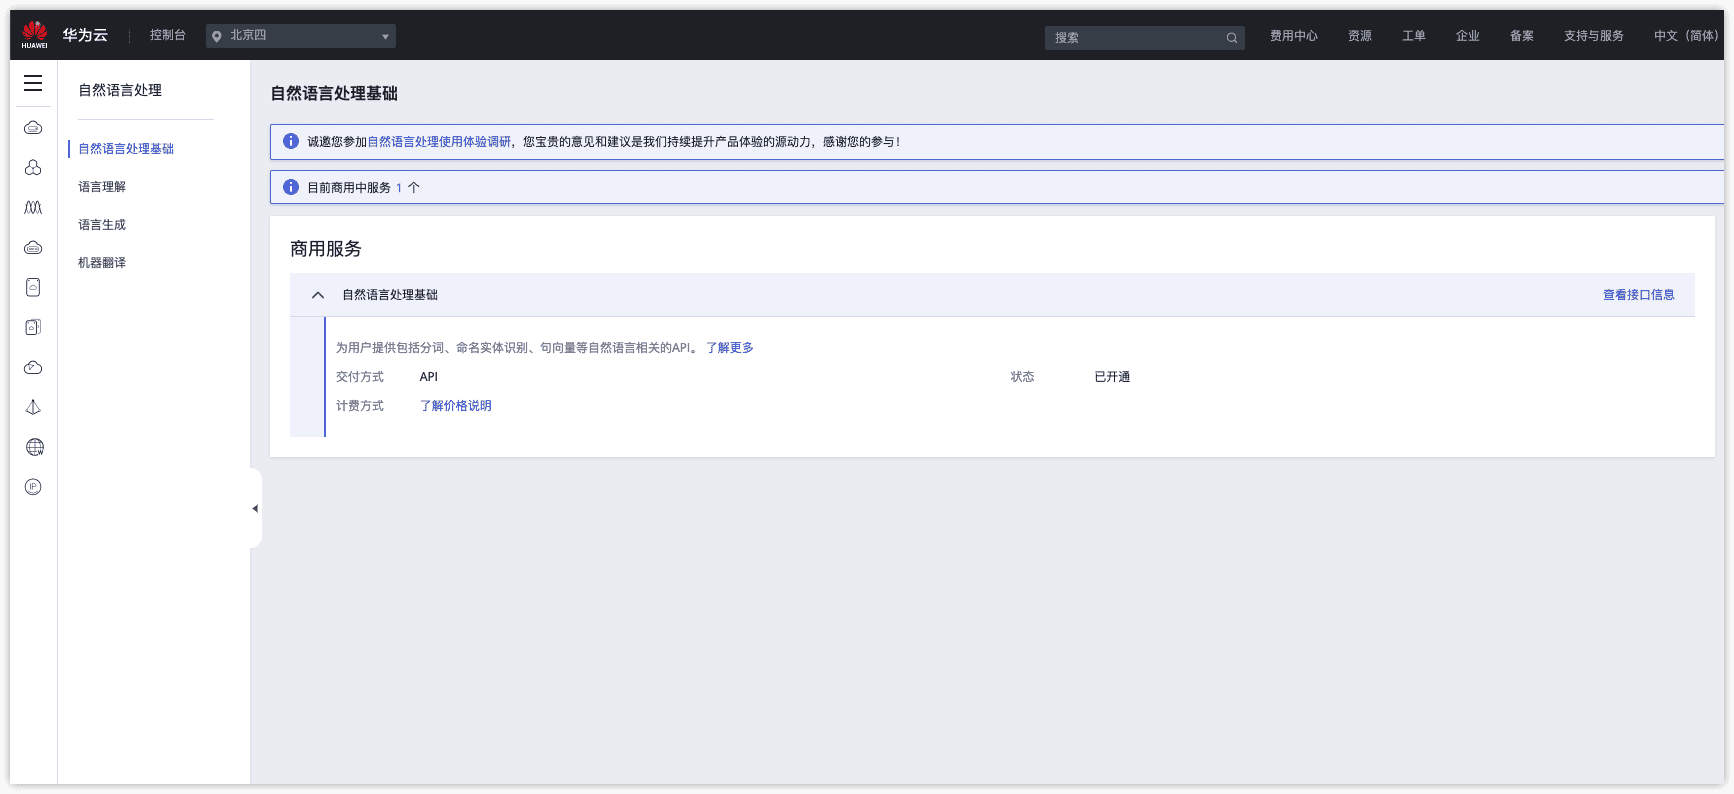 HUAWEI 华为云 控制台 北京四 搜索 费用中心 资源 工单 企业 备案 支持与服务 中文（简体）
自然语言处理
自然语言处理基础
语言理解
语言生成
机器翻译
自然语言处理基础
诚邀您参加自然语言处理使用体验调研，您宝贵的意见和建议是我们持续提升产品体验的源动力，感谢您的参与！
目前商用中服务 1 个
商用服务
自然语言处理基础 查看接口信息
为用户提供包括分词、命名实体识别、句向量等自然语言相关的API。 了解更多
交付方式 API 状态 已开通
计费方式 了解价格说明
IP